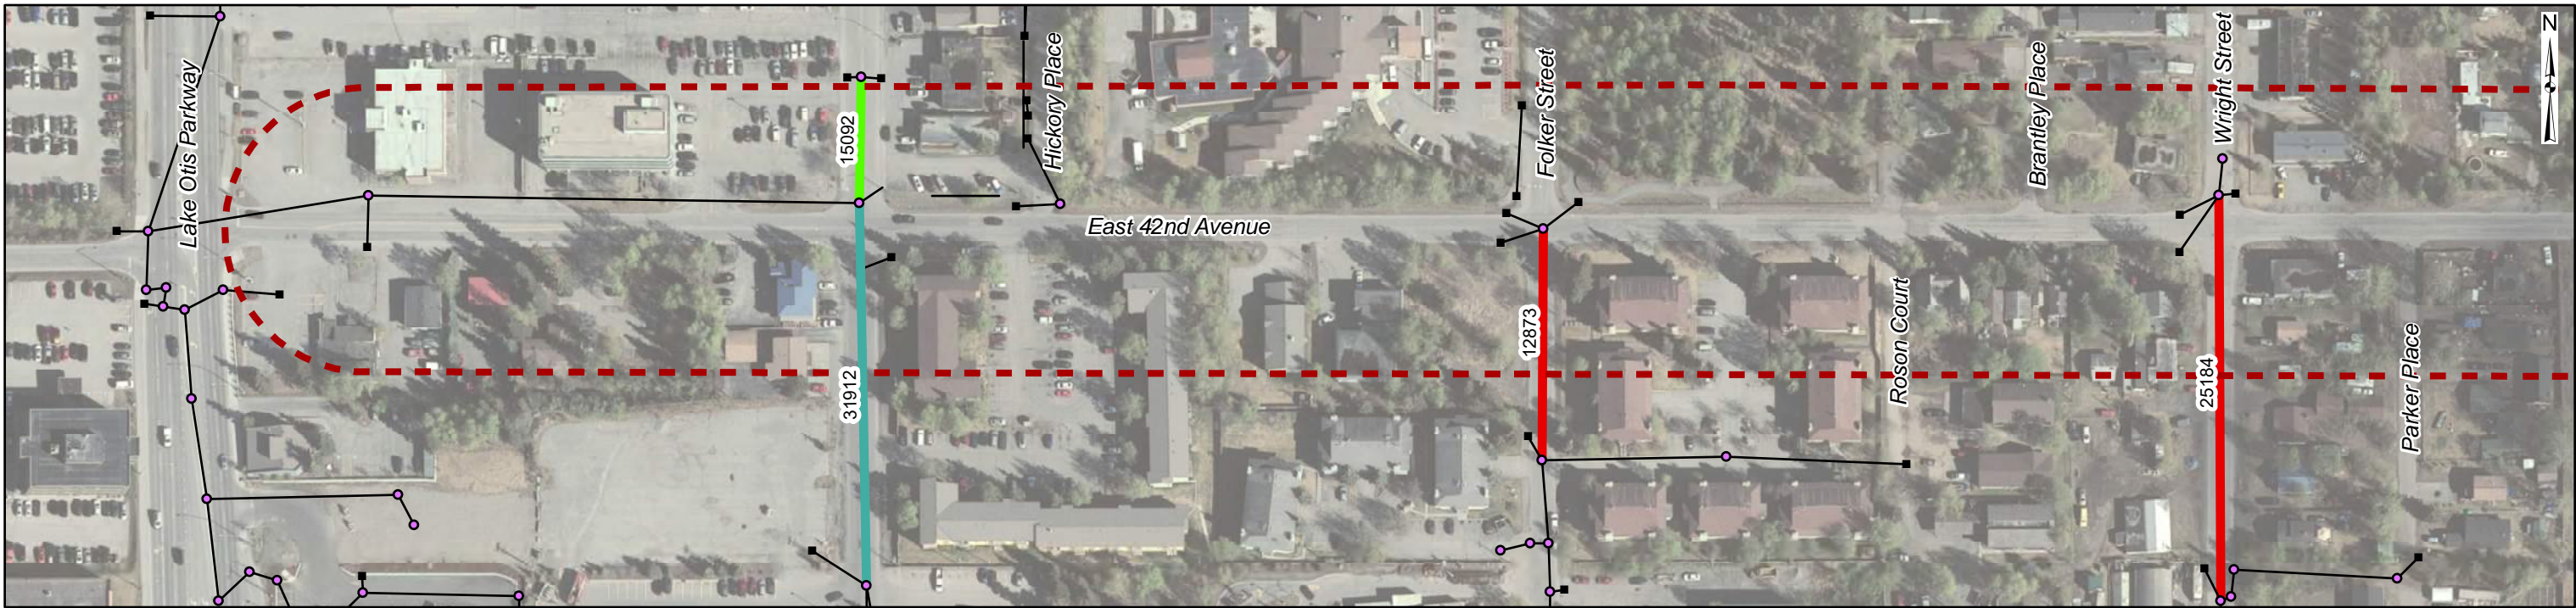 Lake Otis Parkway
15092
31912
Hickory Place
East 42nd Avenue
Folker Street
12873
Roson Court
Brantley Place
Wright Street
25184
Parker Place
N